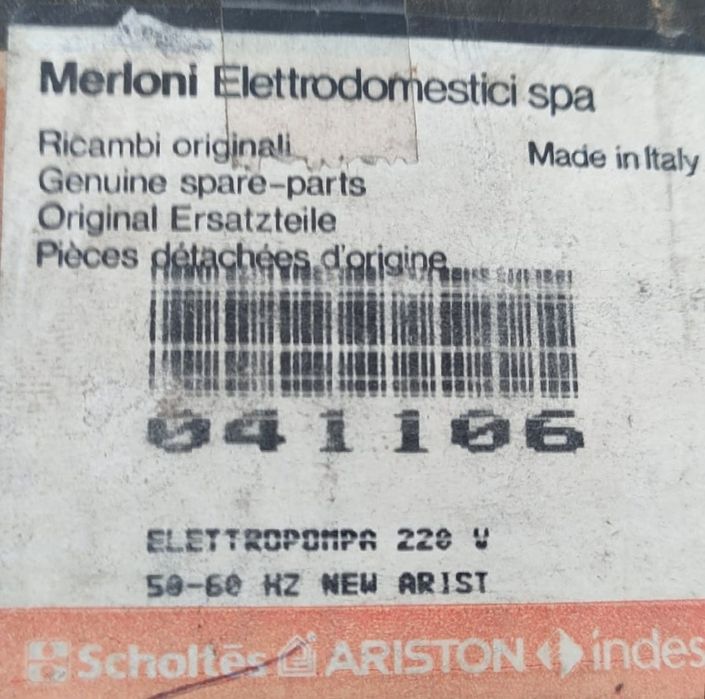 Merloni Elettrodomestici spa
Ricambi originali
Made in Italy
Genuine spare-parts
Original Ersatzteile
Pièces détachées d'origine
041106
ELETTROPOMPA 220 V
50-60 HZ NEW ARIST
Scholtès ARISTON indes